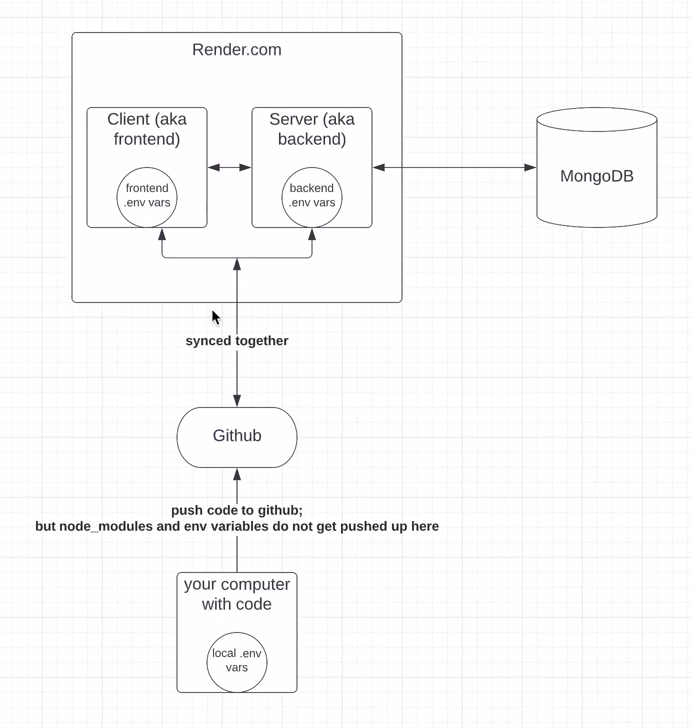 Render.com
Client (aka
frontend)
frontend
.env vars
Server (aka
backend)
backend
.env vars
MongoDB
synced together
Github
push code to github;
but node_modules and env variables do not get pushed up here
your computer
with code
local .env
vars